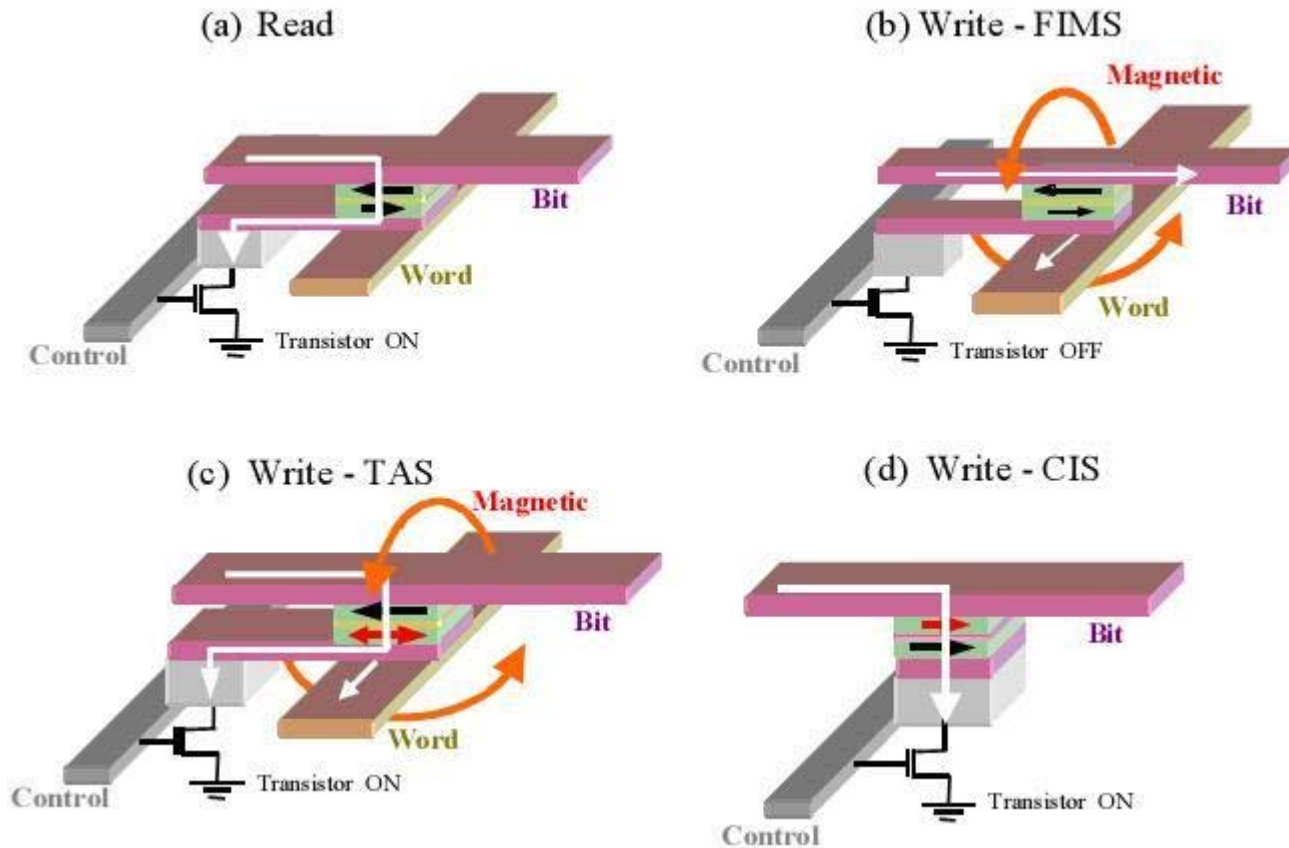 (a) Read
(b) Write - FIMS
Magnetic
Bit
Word
Transistor ON
Control
Bit
Word
Transistor OFF
Control
(c) Write - TAS
(d) Write - CIS
Magnetic
Bit
Word
Transistor ON
Control
Bit
Transistor ON
Control